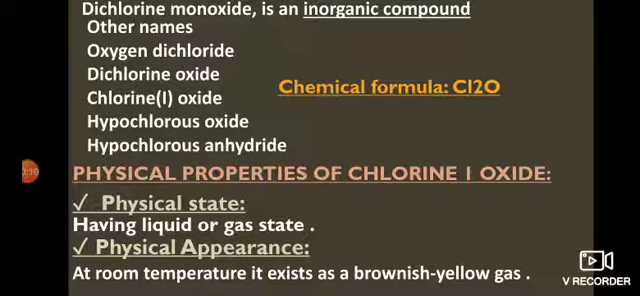 Dichlorine monoxide, is an inorganic compound
Other names
Oxygen dichloride
Dichlorine oxide
Chlorine(I) oxide
Hypochlorous oxide
Hypochlorous anhydride
Chemical formula: Cl2O
PHYSICAL PROPERTIES OF CHLORINE 1 OXIDE:
✓ Physical state:
Having liquid or gas state .
✓ Physical Appearance:
At room temperature it exists as a brownish-yellow gas .
V RECORDER